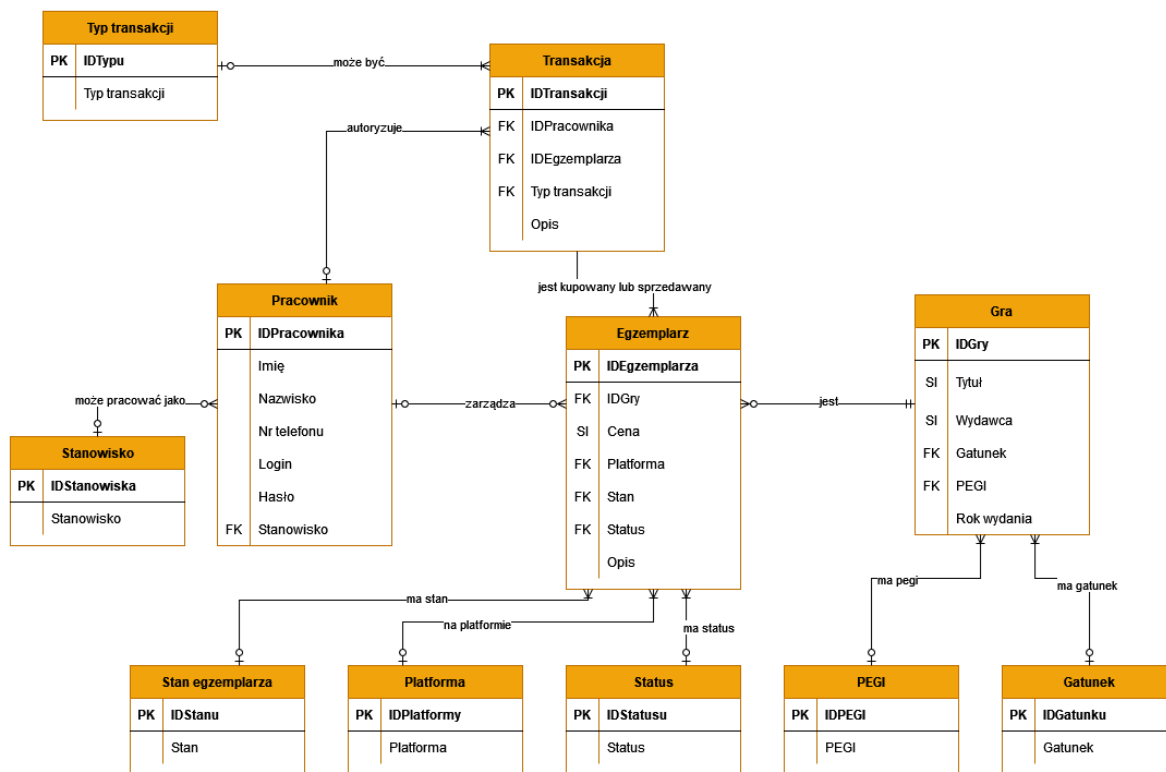 Typ transakcji
PK IDTypu
Typ transakcji
może być
Transakcja
PK IDTransakcji
FK IDPracownika
FK IDEgzemplarza
FK Typ transakcji
Opis
autoryzuje
jest kupowany lub sprzedawany
Pracownik
PK IDPracownika
Imię
Nazwisko
Nr telefonu
Login
Hasło
FK Stanowisko
może pracować jako
Stanowisko
PK IDStanowiska
Stanowisko
zarządza
Egzemplarz
PK IDEgzemplarza
FK IDGry
SI Cena
FK Platforma
FK Stan
FK Status
Opis
jest
Gra
PK IDGry
SI Tytuł
SI Wydawca
FK Gatunek
FK PEGI
Rok wydania
ma stan
na platformie
ma status
ma pegi
ma gatunek
Stan egzemplarza
PK IDStanu
Stan
Platforma
PK IDPlatformy
Platforma
Status
PK IDStatusu
Status
PEGI
PK IDPEGI
PEGI
Gatunek
PK IDGatunku
Gatunek